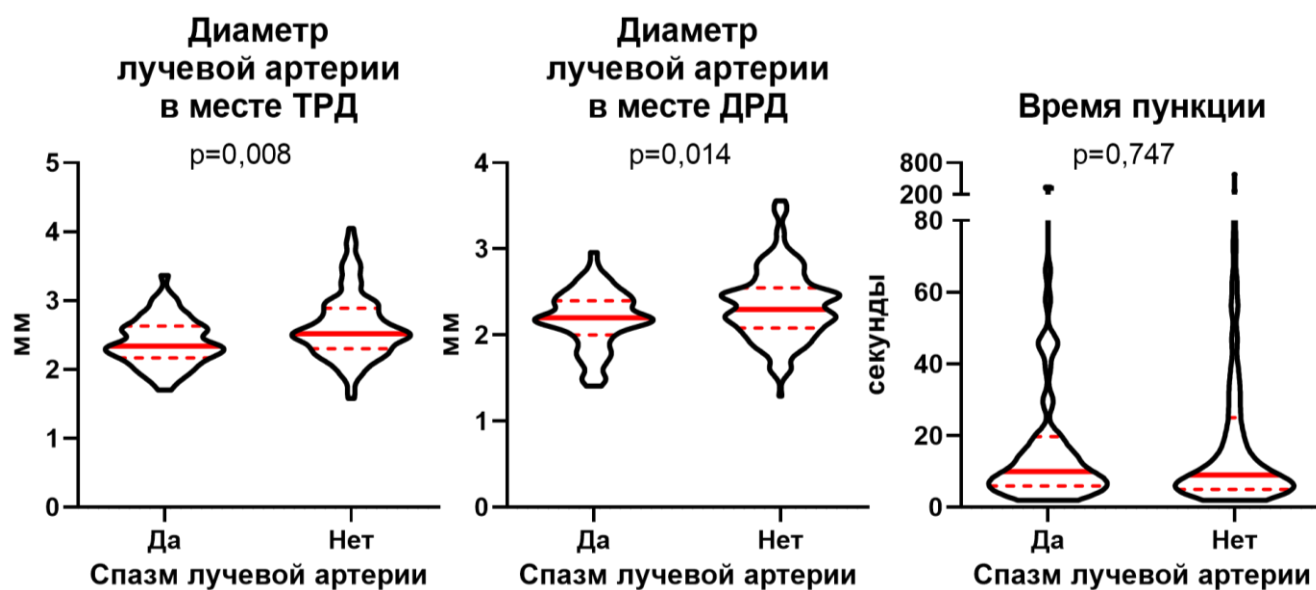 Диаметр
лучевой артерии
в месте ТРД
p=0,008
5
4
3
2
1
0
мм
Да
Нет
Спазм лучевой артерии
Диаметр
лучевой артерии
в месте ДРД
p=0,014
4
3
2
1
0
мм
Да
Нет
Спазм лучевой артерии
Время пункции
p=0,747
800
200
80
60
40
20
0
секунды
Да
Нет
Спазм лучевой артерии